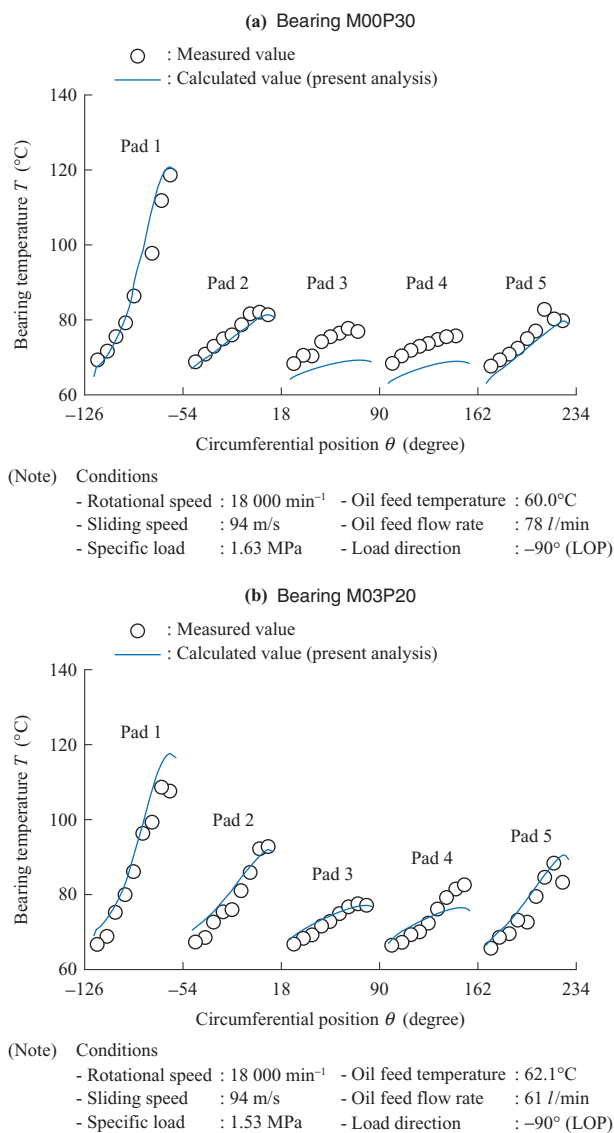 (a) Bearing M00P30
○ : Measured value
— : Calculated value (present analysis)
140
120
100
80
60
Bearing temperature T (°C)
Pad 1
Pad 2
Pad 3
Pad 4
Pad 5
−126
−54
18
90
162
234
Circumferential position θ (degree)
(Note) Conditions
- Rotational speed : 18 000 min⁻¹ - Oil feed temperature : 60.0°C
- Sliding speed : 94 m/s - Oil feed flow rate : 78 l/min
- Specific load : 1.63 MPa - Load direction : –90° (LOP)
(b) Bearing M03P20
○ : Measured value
— : Calculated value (present analysis)
140
120
100
80
60
Bearing temperature T (°C)
Pad 1
Pad 2
Pad 3
Pad 4
Pad 5
−126
−54
18
90
162
234
Circumferential position θ (degree)
(Note) Conditions
- Rotational speed : 18 000 min⁻¹ - Oil feed temperature : 62.1°C
- Sliding speed : 94 m/s - Oil feed flow rate : 61 l/min
- Specific load : 1.53 MPa - Load direction : –90° (LOP)